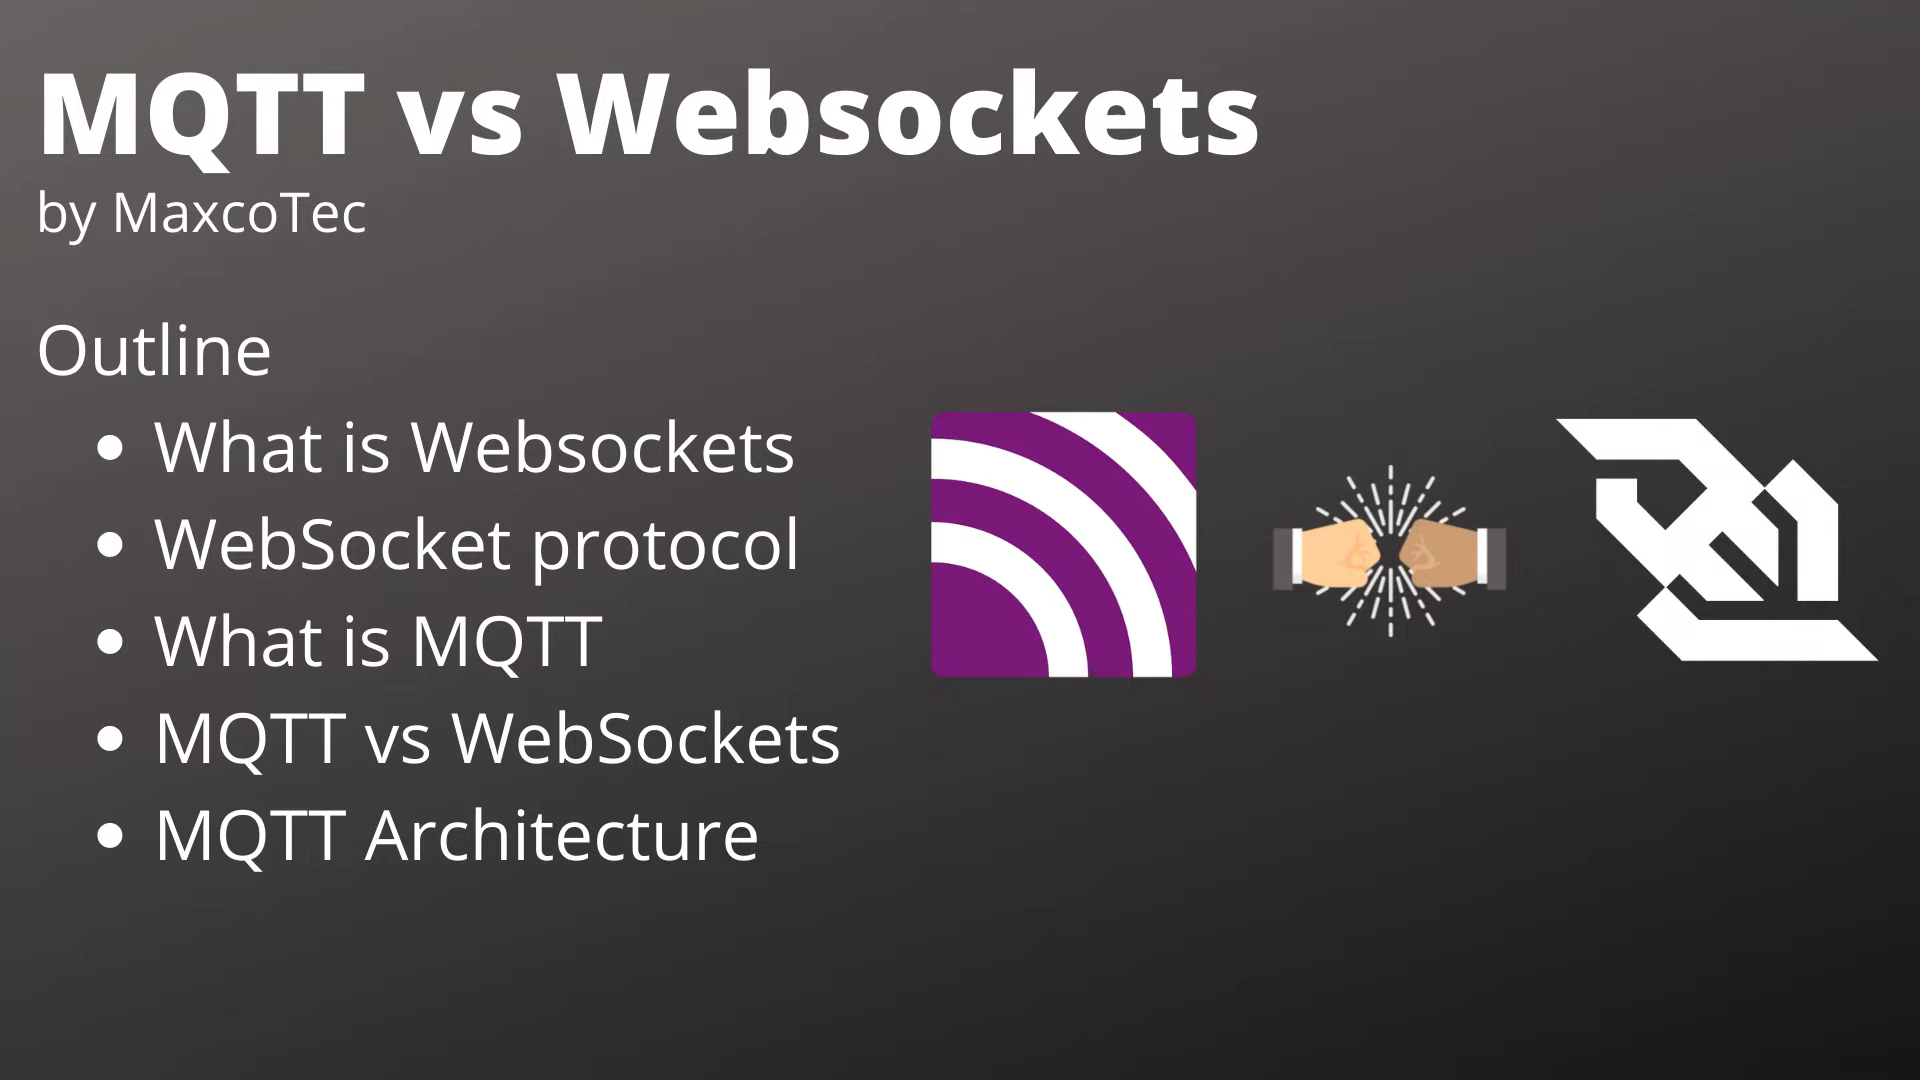 MQTT vs Websockets
by MaxcoTec
Outline
• What is Websockets
• WebSocket protocol
• What is MQTT
• MQTT vs WebSockets
• MQTT Architecture